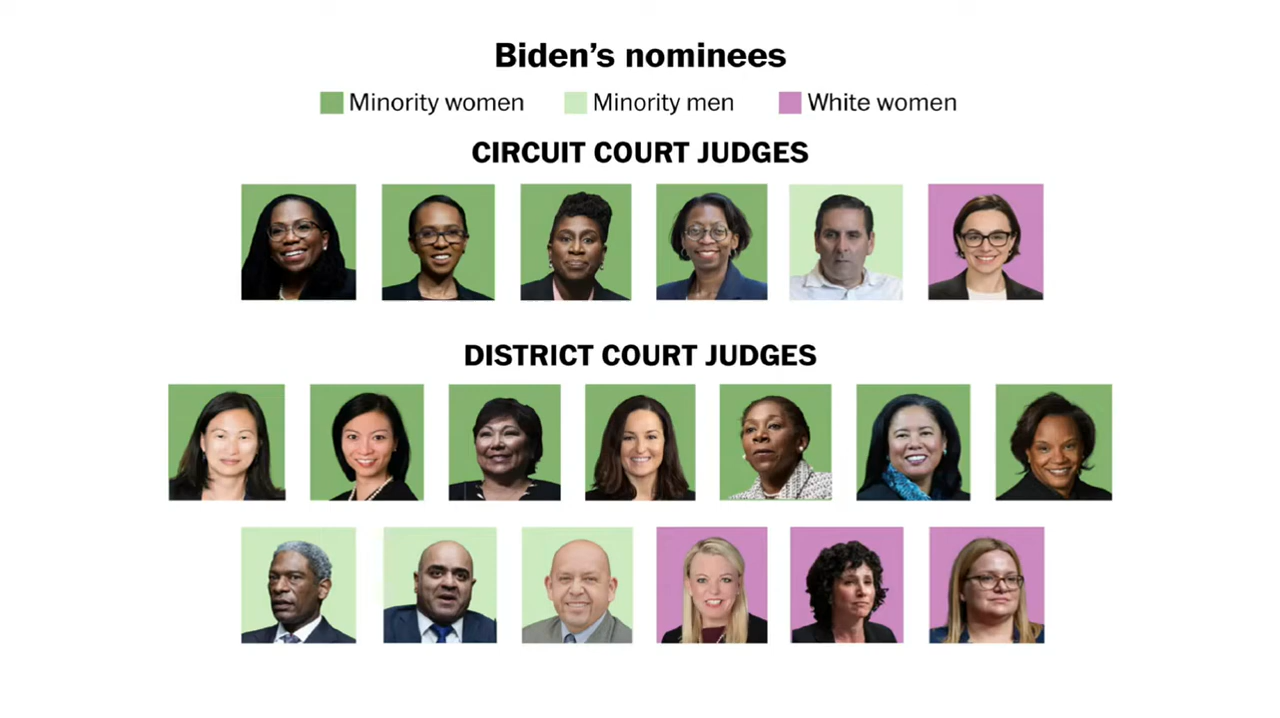 Biden’s nominees
Minority women Minority men White women
CIRCUIT COURT JUDGES
DISTRICT COURT JUDGES